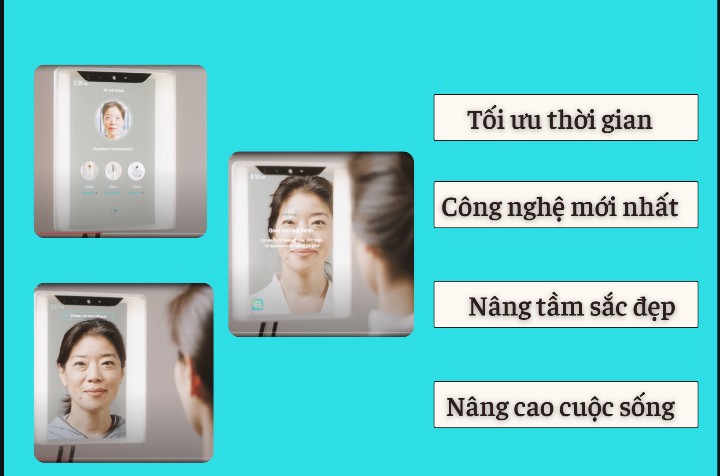 Tối ưu thời gian
Công nghệ mới nhất
Nâng tầm sắc đẹp
Nâng cao cuộc sống